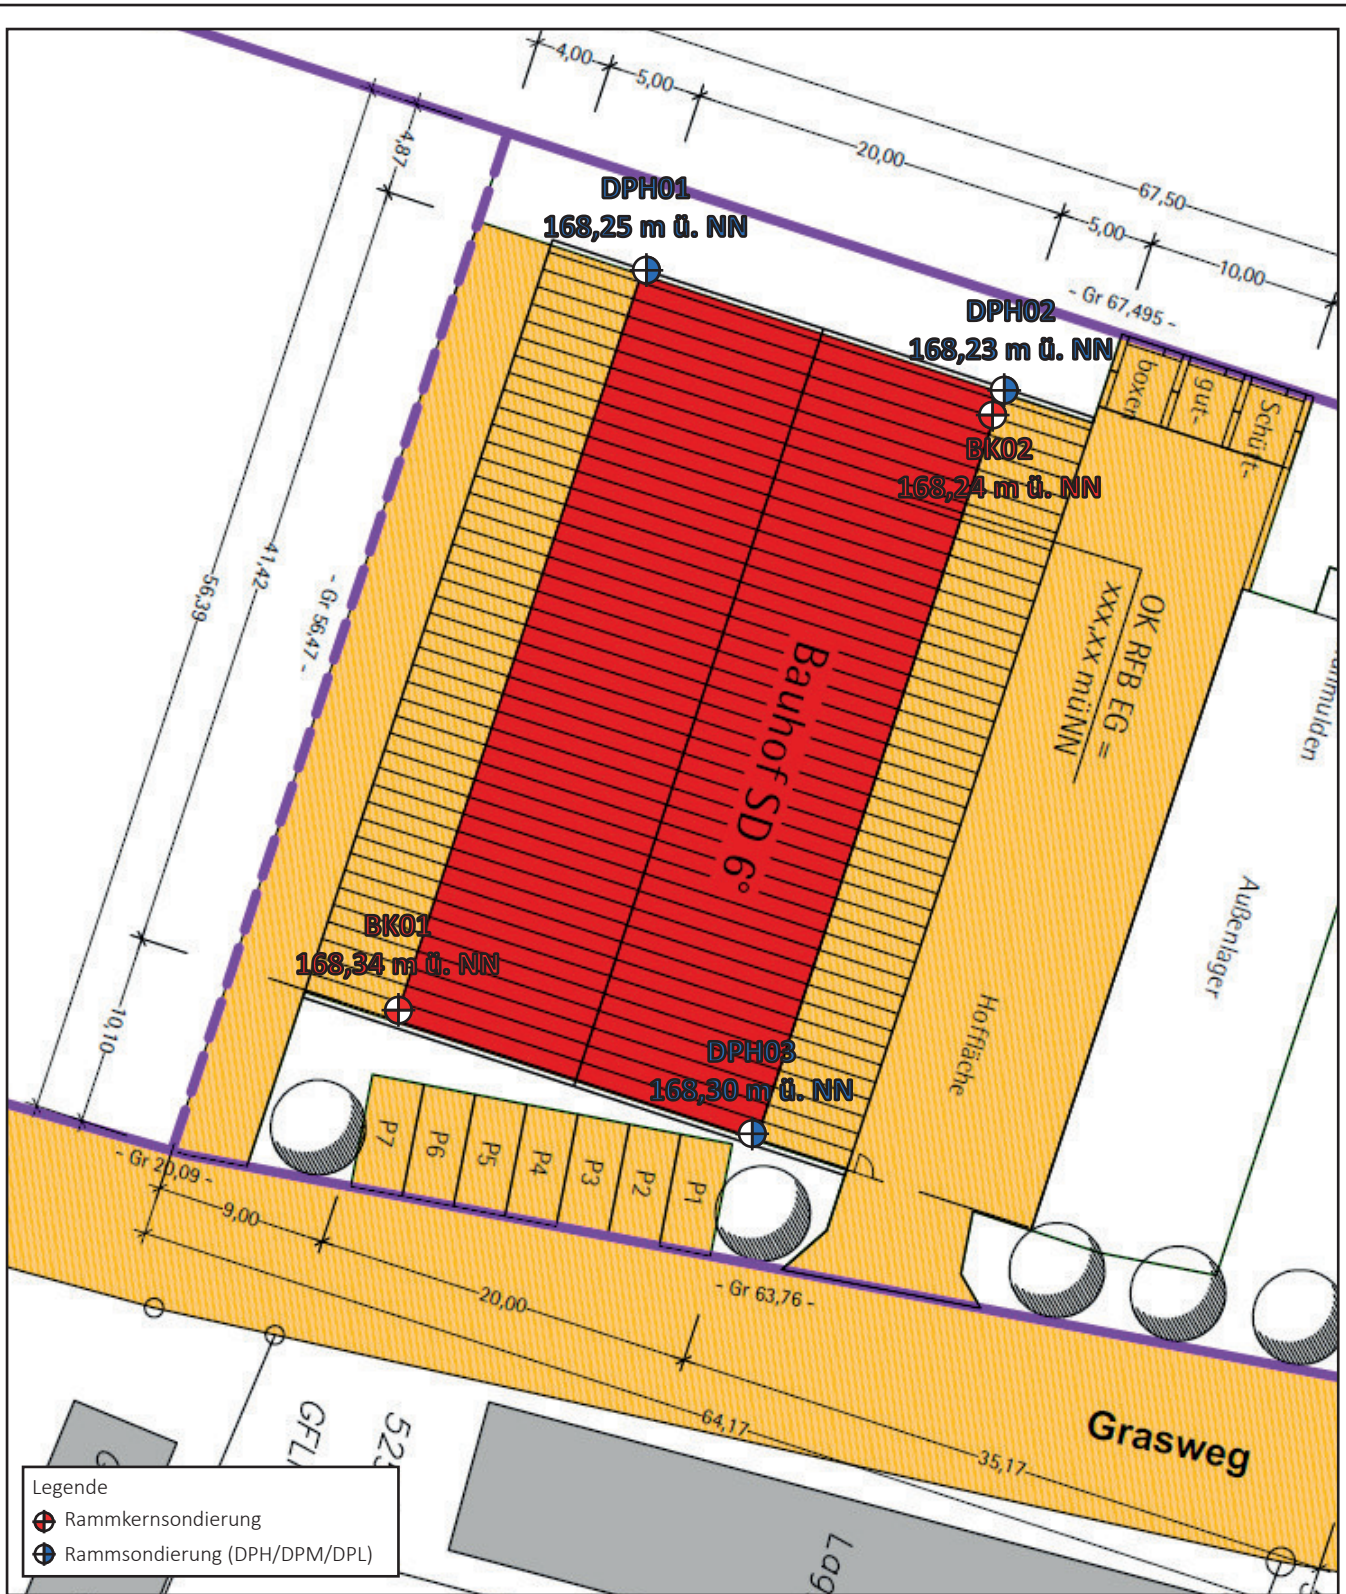 4,00
5,00
20,00
67,50
5,00
10,00
4,87
DPH01
168,25 m ü. NN
- Gr 67,495 -
DPH02
168,23 m ü. NN
boxen
gut-
Schütt-
BK02
168,24 m ü. NN
56,39
41,42
- Gr 56,47 -
OK RFB EG =
xxx,xx müNN
Bauhof SD 6°
Außenlager
Hoffläche
BK01
168,34 m ü. NN
10,10
DPH03
168,30 m ü. NN
P7
P6
P5
P4
P3
P2
P1
- Gr 20,09 -
9,00
20,00
- Gr 63,76 -
64,17
35,17
Grasweg
Legende
Rammkernsondierung
Rammsondierung (DPH/DPM/DPL)